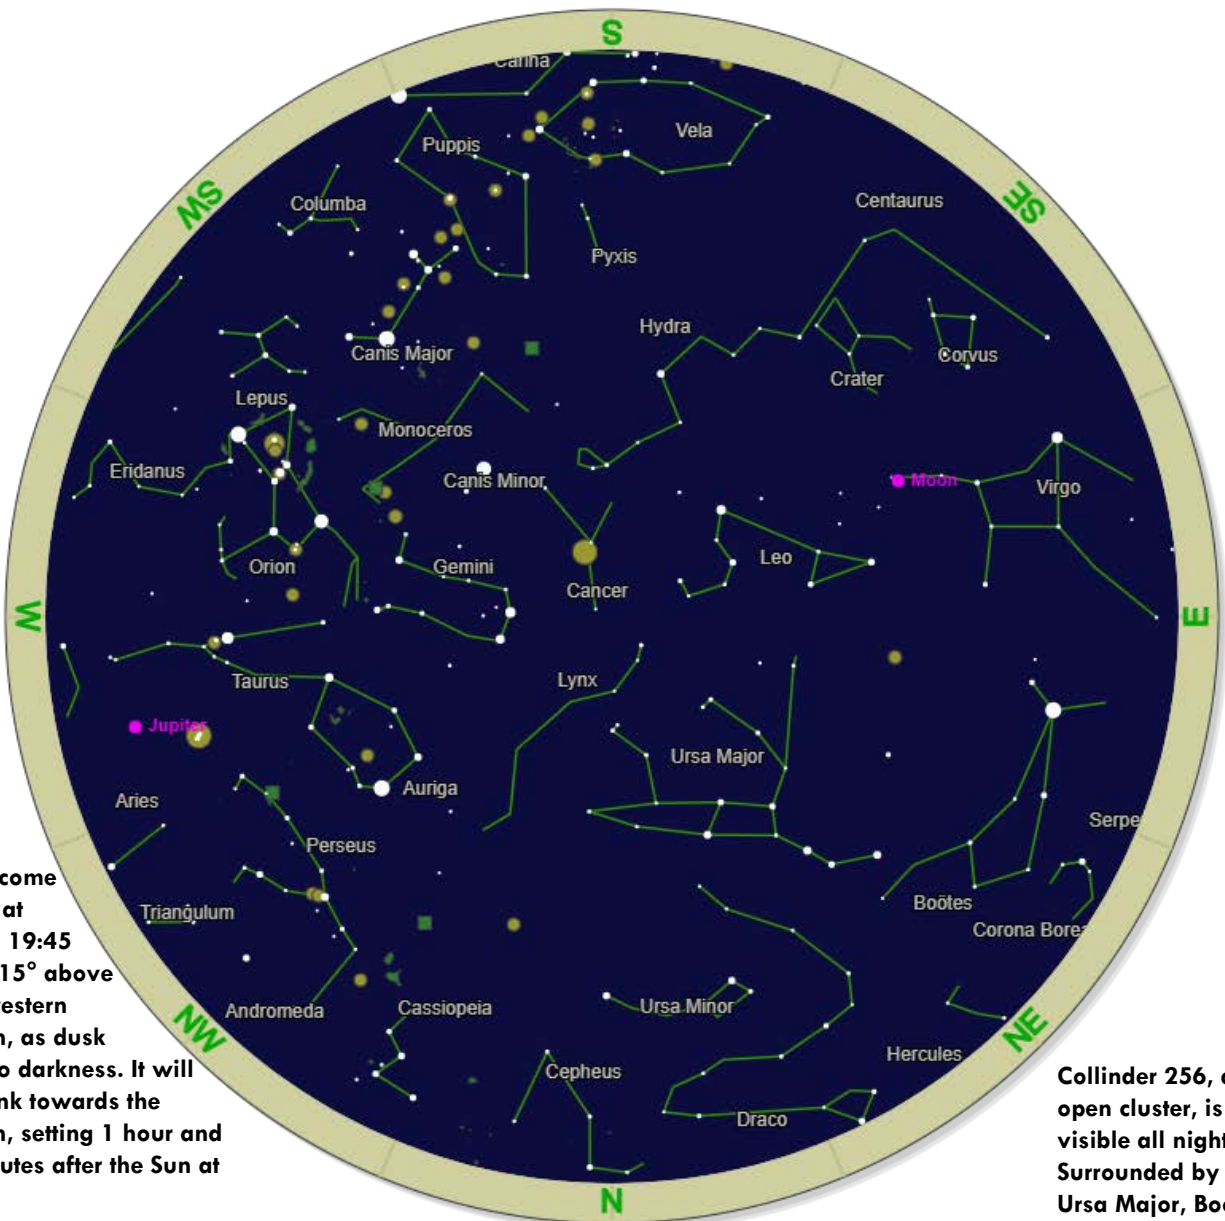 S
Carina
Vela
Puppis
SW
Columba
Centaurus
SE
Pyxis
Hydra
Canis Major
Corvus
Crater
Lepus
Monoceros
Eridanus
Canis Minor
Moon
Virgo
Orion
Gemini
Leo
Cancer
W
E
Taurus
Lynx
Jupiter
Ursa Major
Auriga
Aries
Serpe
Perseus
come
Triangulum
at
19:45
15° above
Boötes
Corona Borea
western
Andromeda
Cassiopeia
Ursa Minor
NW
NE
, as dusk
o darkness. It will
nk towards the
, setting 1 hour and
utes after the Sun at
Hercules
Cepheus
Draco
N
Collinder 256,
open cluster, is
visible all night
Surrounded by
Ursa Major, Bo